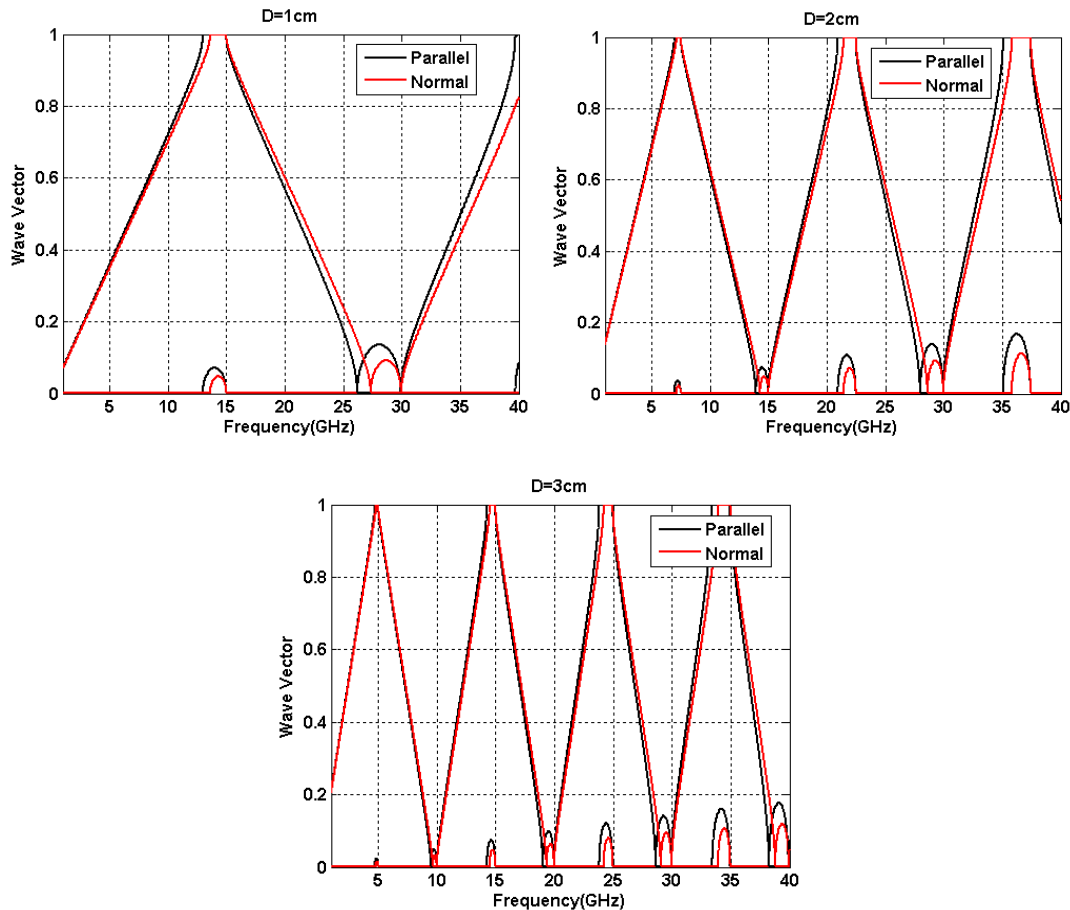 D=1cm
Parallel
Normal
Wave Vector
1
0.8
0.6
0.4
0.2
0
5 10 15 20 25 30 35 40
Frequency(GHz)
D=2cm
Parallel
Normal
Wave Vector
1
0.8
0.6
0.4
0.2
0
5 10 15 20 25 30 35 40
Frequency(GHz)
D=3cm
Parallel
Normal
Wave Vector
1
0.8
0.6
0.4
0.2
0
5 10 15 20 25 30 35 40
Frequency(GHz)